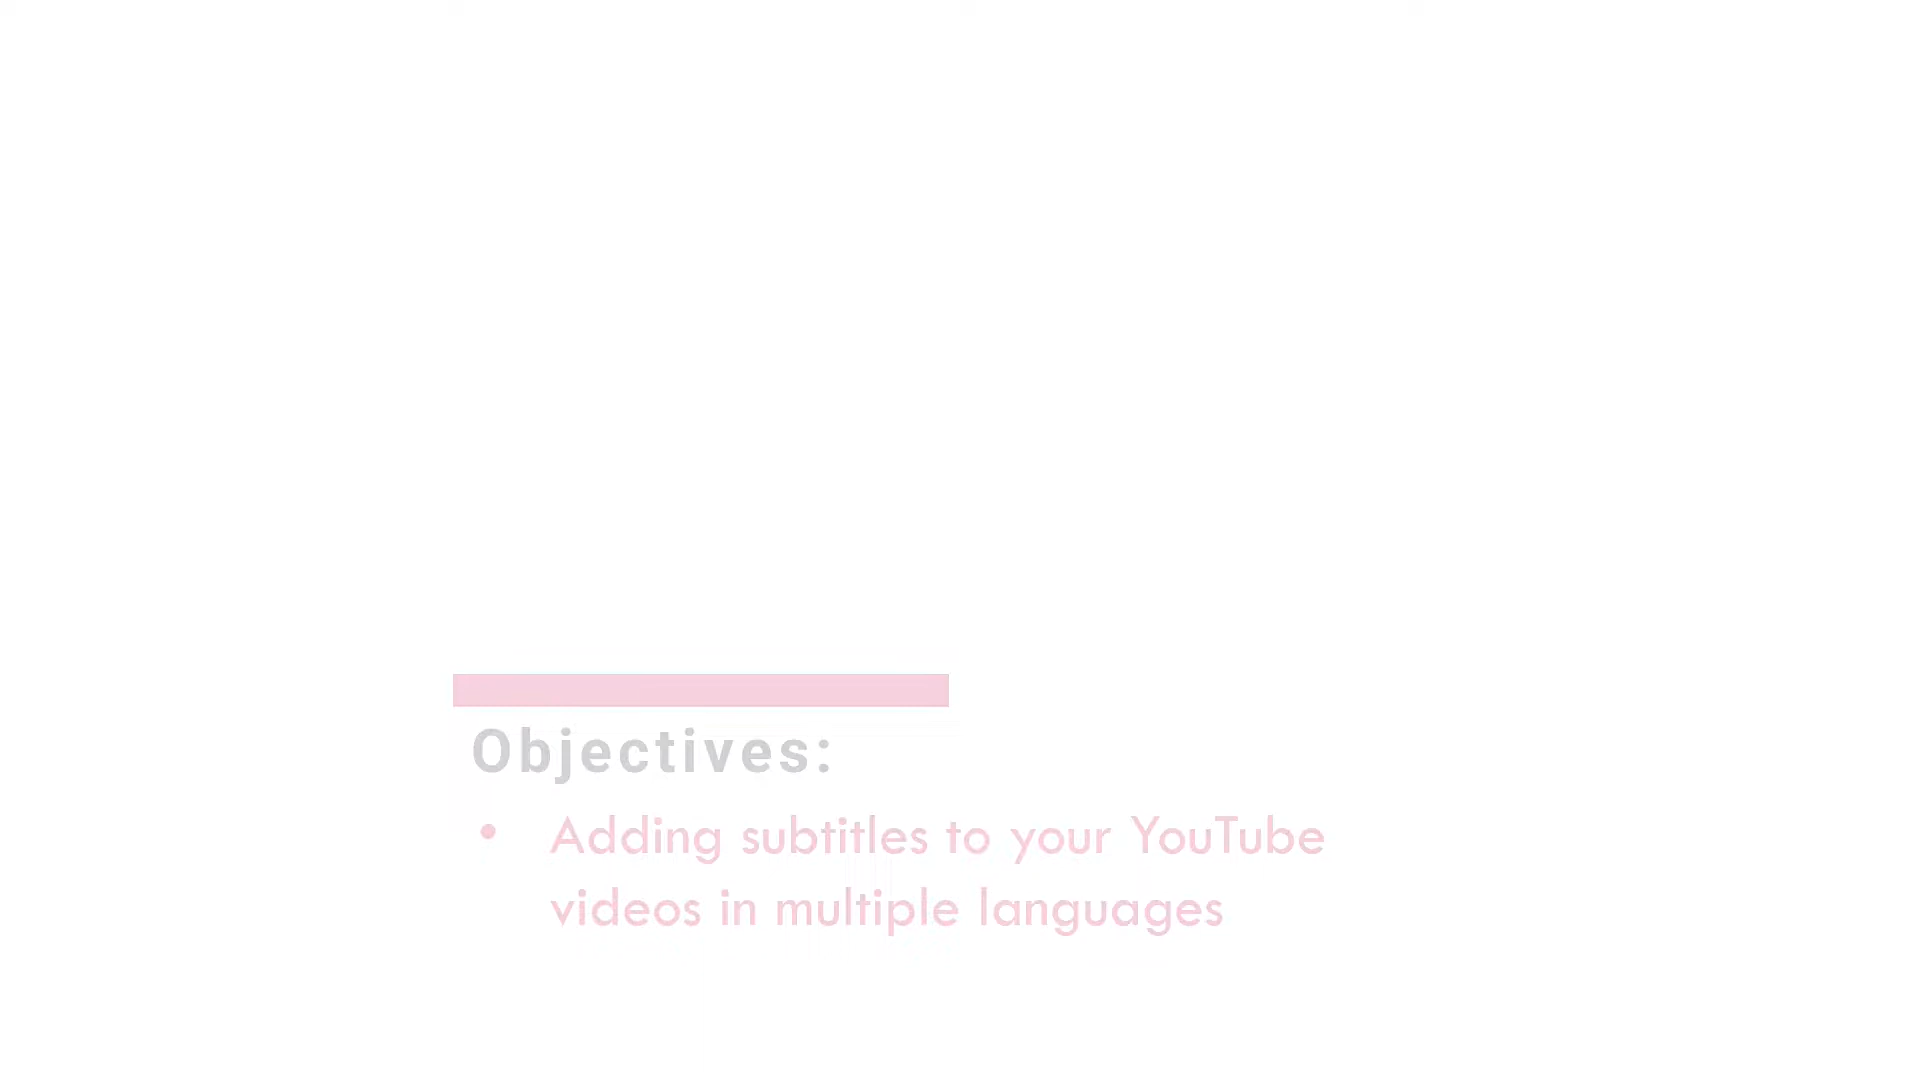 Objectives:
• Adding subtitles to your YouTube
videos in multiple languages